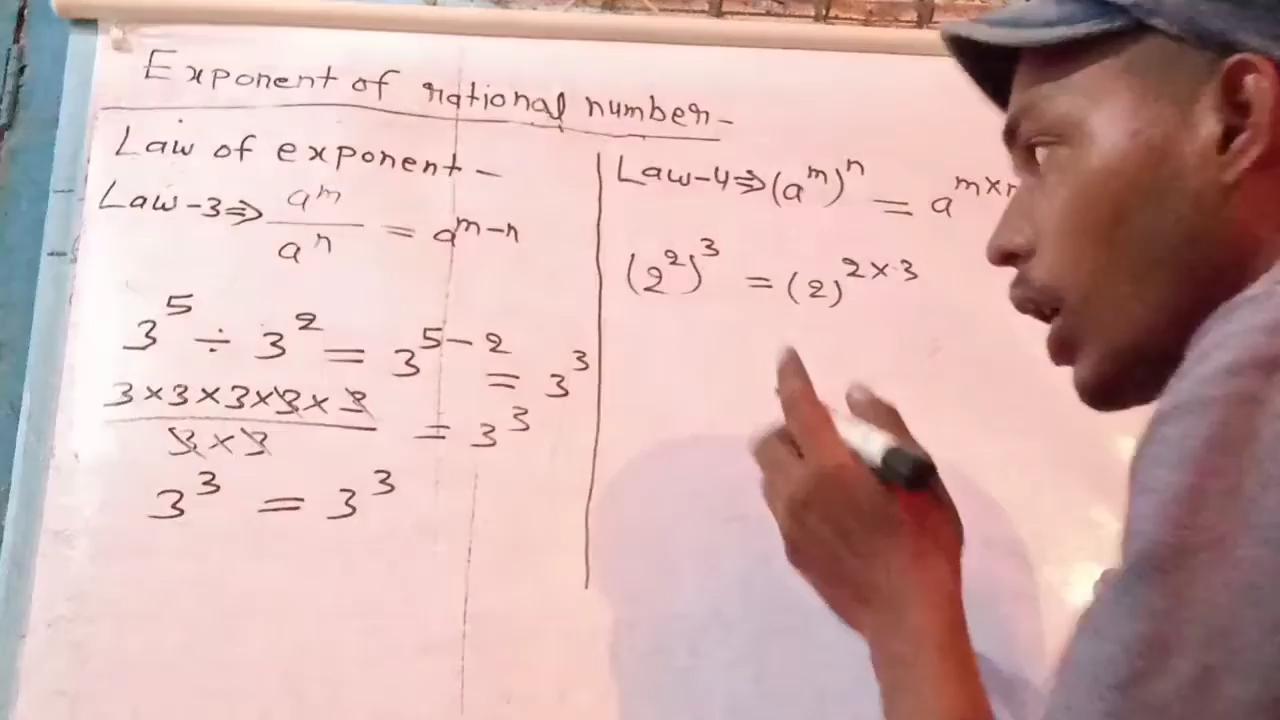 Exponent of rational number-
Law of exponent-
Law-3⇒ a^m / a^n = a^(m-n)
3^5 ÷ 3^2 = 3^(5-2) = 3^3
3×3×3×3×3 / 3×3 = 3^3
3^3 = 3^3
Law-4⇒ (a^m)^n = a^(m×n)
(2^2)^3 = (2)^(2×3)